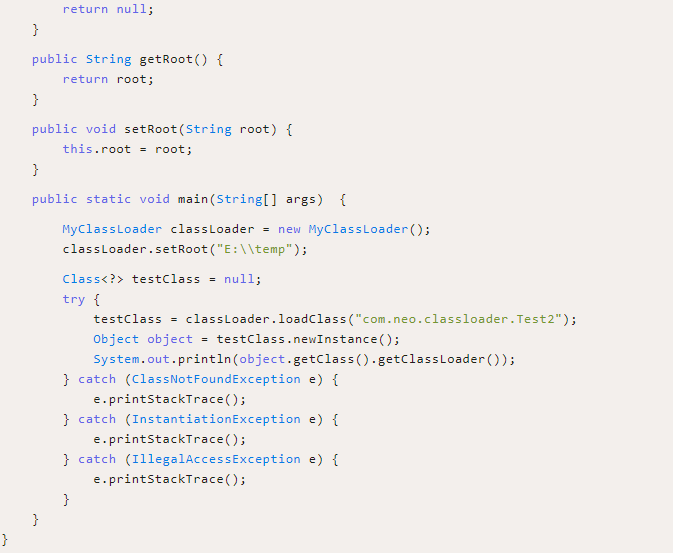 return null;
    }
    public String getRoot() {
        return root;
    }
    public void setRoot(String root) {
        this.root = root;
    }
    public static void main(String[] args)  {
        MyClassLoader classLoader = new MyClassLoader();
        classLoader.setRoot("E:\\temp");
        Class<?> testClass = null;
        try {
            testClass = classLoader.loadClass("com.neo.classloader.Test2");
            Object object = testClass.newInstance();
            System.out.println(object.getClass().getClassLoader());
        } catch (ClassNotFoundException e) {
            e.printStackTrace();
        } catch (InstantiationException e) {
            e.printStackTrace();
        } catch (IllegalAccessException e) {
            e.printStackTrace();
        }
    }
}